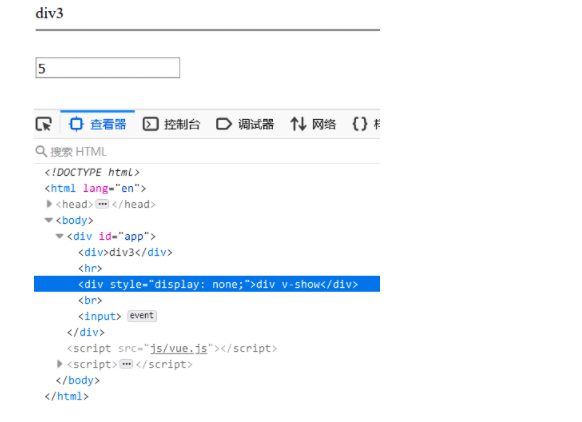 div3
5
查看器 控制台 调试器 网络 {}
搜索 HTML
<!DOCTYPE html>
<html lang="en">
<head> ••• </head>
<body>
<div id="app">
<div>div3</div>
<hr>
<div style="display: none;">div v-show</div>
<br>
<input> event
</div>
<script src="js/vue.js"></script>
<script> ••• </script>
</body>
</html>